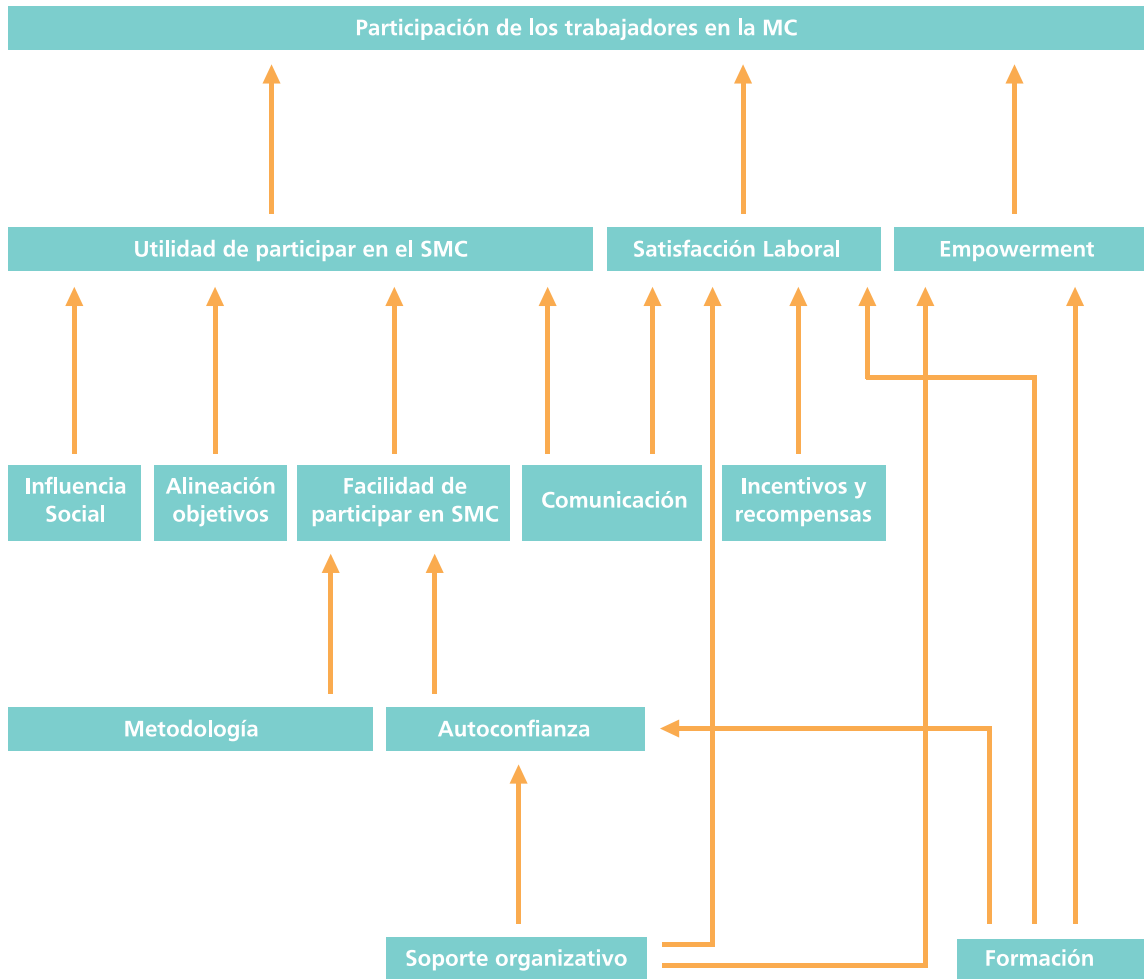 Participación de los trabajadores en la MC
Utilidad de participar en el SMC
Satisfacción Laboral
Empowerment
Influencia
Social
Alineación
objetivos
Facilidad de
participar en SMC
Comunicación
Incentivos y
recompensas
Metodología
Autoconfianza
Soporte organizativo
Formación